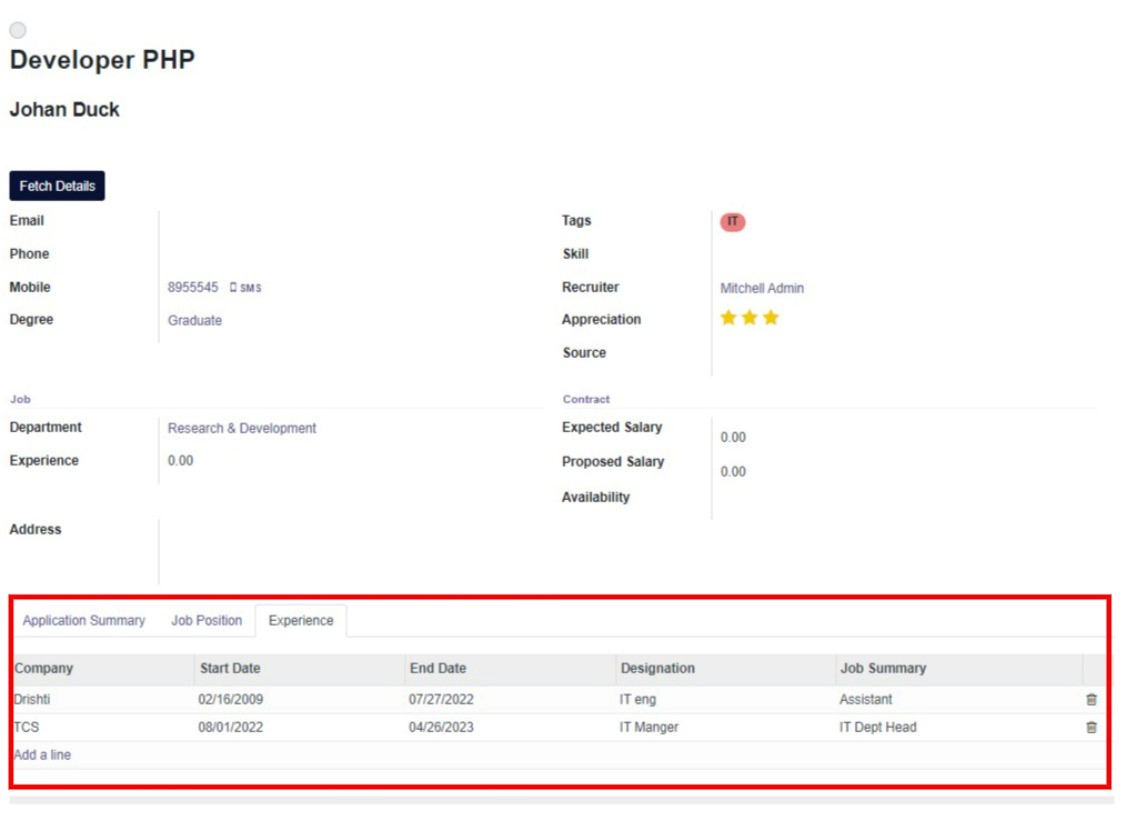 Developer PHP
Johan Duck
Fetch Details
Email
Phone
Mobile 8955545 SMS
Degree Graduate
Tags IT
Skill
Recruiter Mitchell Admin
Appreciation
Source
Job
Department Research & Development
Experience 0.00
Contract
Expected Salary 0.00
Proposed Salary 0.00
Availability
Address
Application Summary Job Position Experience
Company Start Date End Date Designation Job Summary
Drishti 02/16/2009 07/27/2022 IT eng Assistant
TCS 08/01/2022 04/26/2023 IT Manger IT Dept Head
Add a line